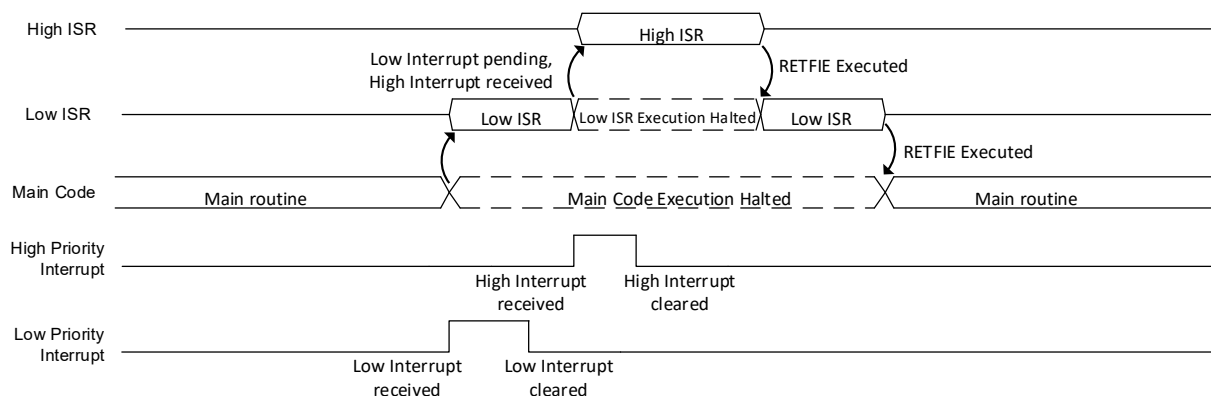 High ISR
High ISR
Low Interrupt pending,
High Interrupt received
RETFIE Executed
Low ISR
Low ISR
Low ISR Execution Halted
Low ISR
RETFIE Executed
Main Code
Main routine
Main Code Execution Halted
Main routine
High Priority
Interrupt
High Interrupt
received
High Interrupt
cleared
Low Priority
Interrupt
Low Interrupt
received
Low Interrupt
cleared